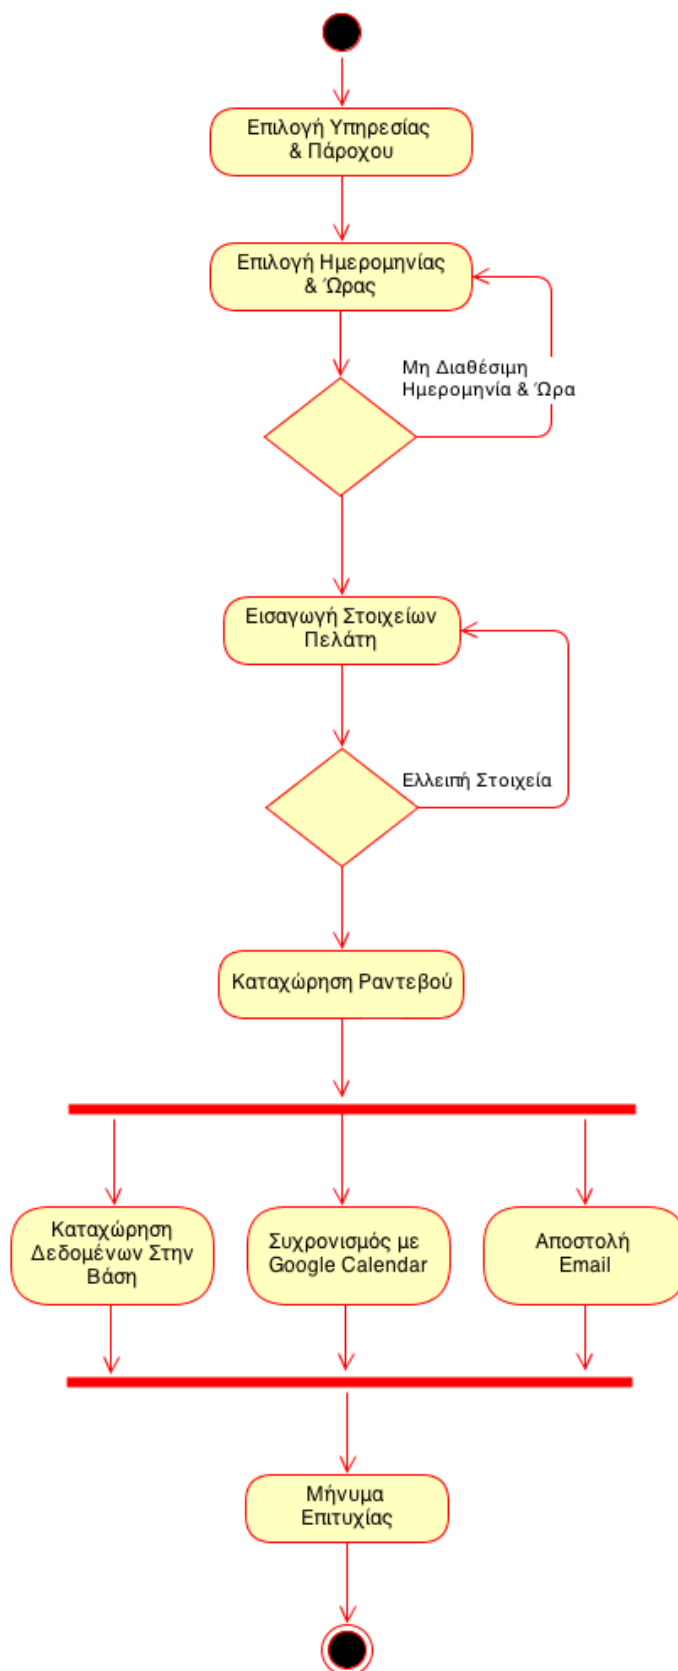 Επιλογή Υπηρεσίας
& Πάροχου
Επιλογή Ημερομηνίας
& Ώρας
Μη Διαθέσιμη
Ημερομηνία & Ώρα
Εισαγωγή Στοιχείων
Πελάτη
Ελλειπή Στοιχεία
Καταχώρηση Ραντεβού
Καταχώρηση
Δεδομένων Στην
Βάση
Συχρονισμός με
Google Calendar
Αποστολή
Email
Μήνυμα
Επιτυχίας